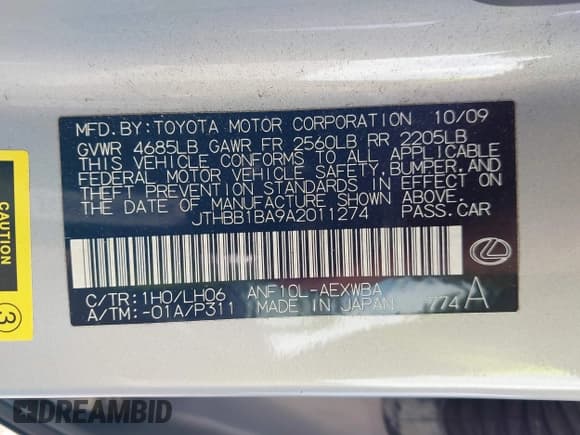 MFD.BY:TOYOTA MOTOR CORPORATION 10/09
GVWR 4685LB GAWR FR 2560LB RR 2205LB
THIS VEHICLE CONFORMS TO ALL APPLICABLE
FEDERAL MOTOR VEHICLE SAFETY,BUMPER,AND
THEFT PREVENTION STANDARDS IN EFFECT ON
THE DATE OF MANUFACTURE SHOWN ABOVE.
JTHBB1BA9A2011274 PASS.CAR
C/TR:1H0/LH06 ANF10L-AEXWBA
A/TM:-01A/P311 MADE IN JAPAN 774 A
CAUTION
3
DREAMBID